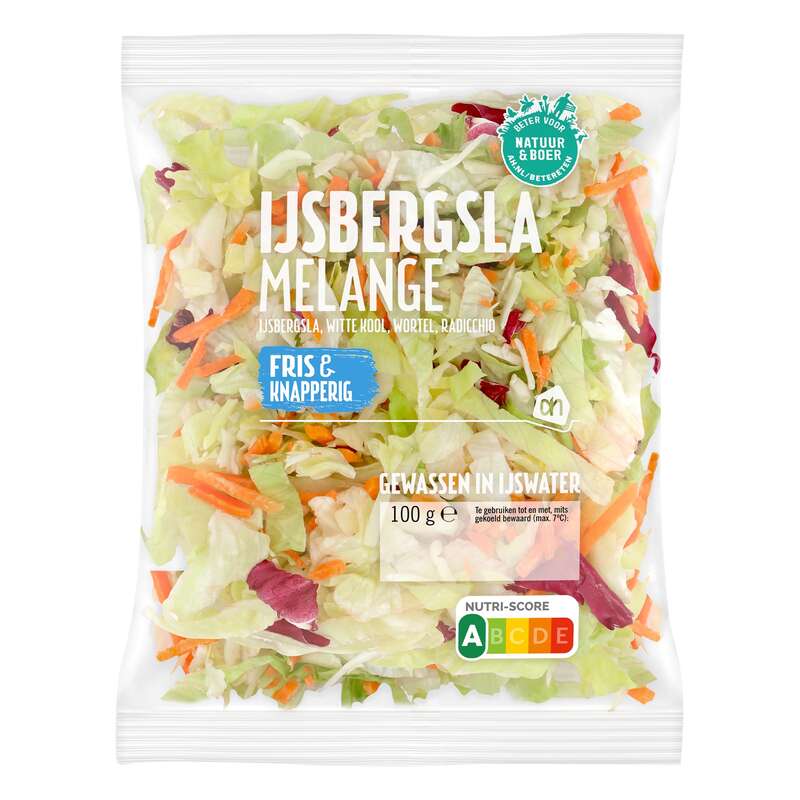 BETER VOOR
NATUUR
& BOER
AH.NL/BETERETEN
IJSBERGSLA
MELANGE
IJSBERGSLA, WITTE KOOL, WORTEL, RADICCHIO
FRIS &
KNAPPERIG
ah
GEWASSEN IN IJSWATER
100 g ℮
Te gebruiken tot en met, mits
gekoeld bewaard (max. 7°C):
NUTRI-SCORE
A B C D E